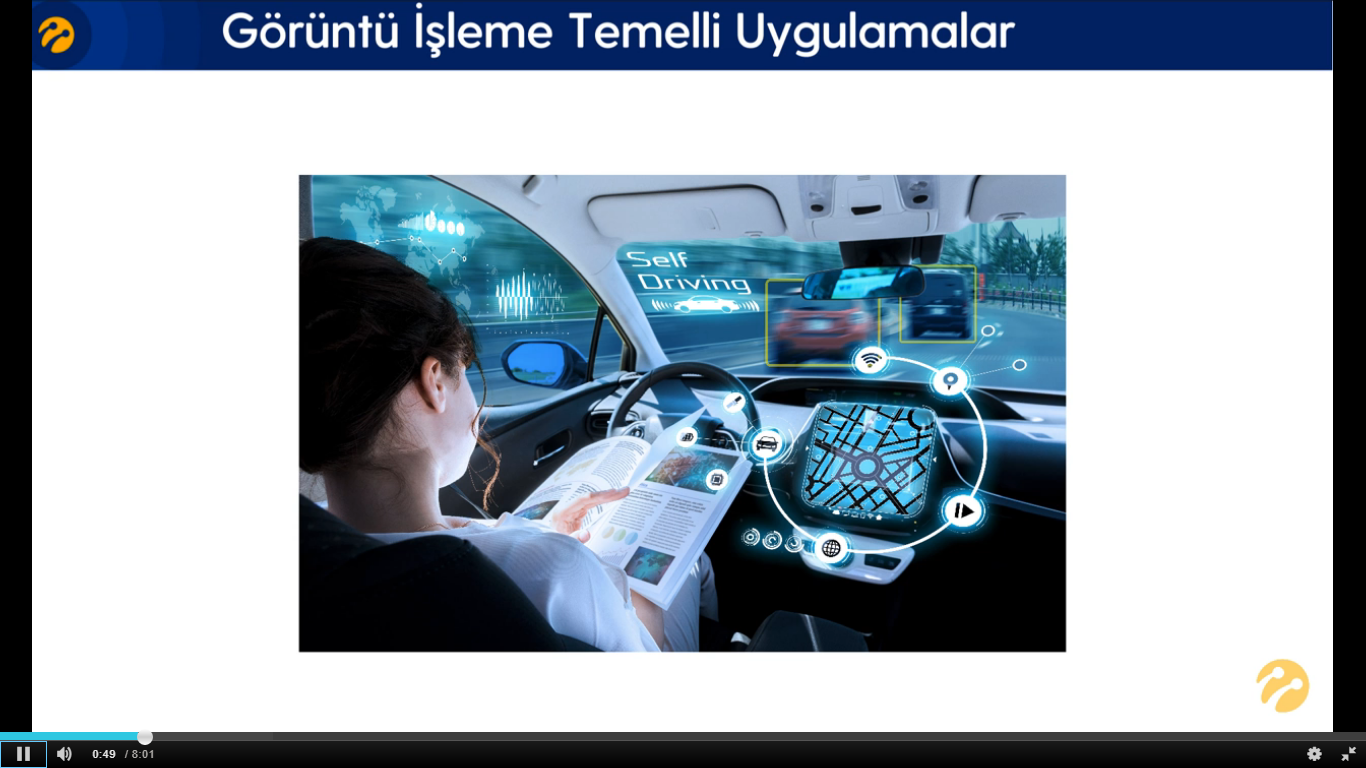 Görüntü İşleme Temelli Uygulamalar
Self
Driving
0:49 / 8:01